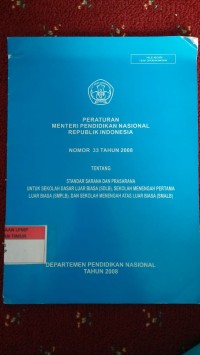 PERATURAN
MENTERI PENDIDIKAN NASIONAL
REPUBLIK INDONESIA
NOMOR 33 TAHUN 2008
TENTANG
STANDAR SARANA DAN PRASARANA
UNTUK SEKOLAH DASAR LUAR BIASA (SDLB), SEKOLAH MENENGAH PERTAMA
LUAR BIASA (SMPLB), DAN SEKOLAH MENENGAH ATAS LUAR BIASA (SMALB)
DEPARTEMEN PENDIDIKAN NASIONAL
TAHUN 2008